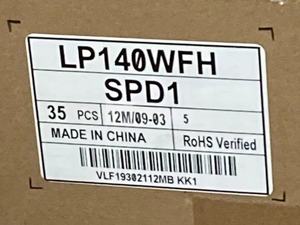 LP140WFH
SPD1
35 PCS 12M/09-03 5
MADE IN CHINA RoHS Verified
VLF19302112MB KK1